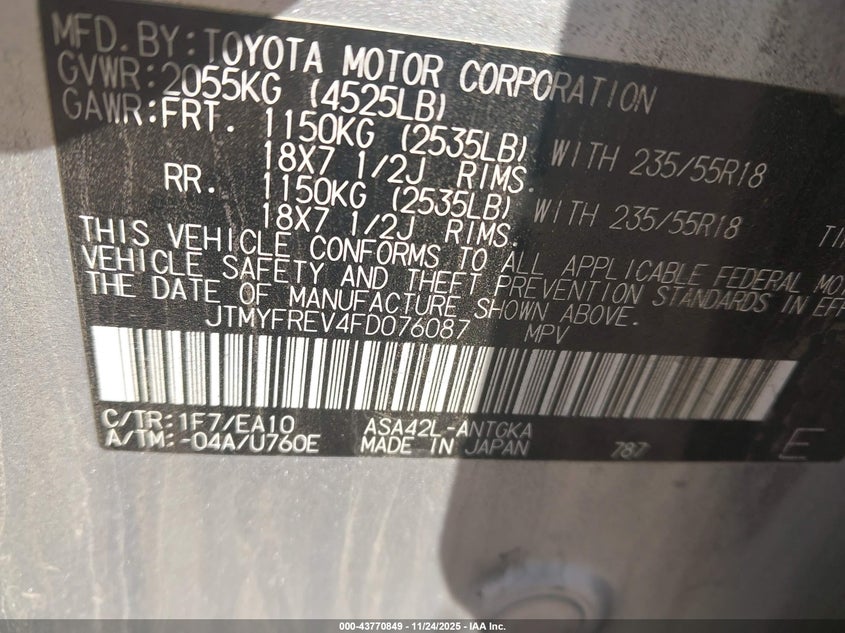 MFD. BY: TOYOTA MOTOR CORPORATION
GVWR: 2055KG (4525LB)
GAWR: FRT. 1150KG (2535LB) WITH 235/55R18
18X7 1/2J RIMS.
RR. 1150KG (2535LB) WITH 235/55R18
18X7 1/2J RIMS.
THIS VEHICLE CONFORMS TO ALL APPLICABLE FEDERAL
VEHICLE SAFETY AND THEFT PREVENTION STANDARDS IN
THE DATE OF MANUFACTURE SHOWN ABOVE.
JTMYFREV4FD076087 MPV
C/TR: 1F7/EA10 ASA42L-ANTGKA
A/TM: -04A/U760E MADE IN JAPAN 787 E
000-43770849 - 11/24/2025 - IAA Inc.